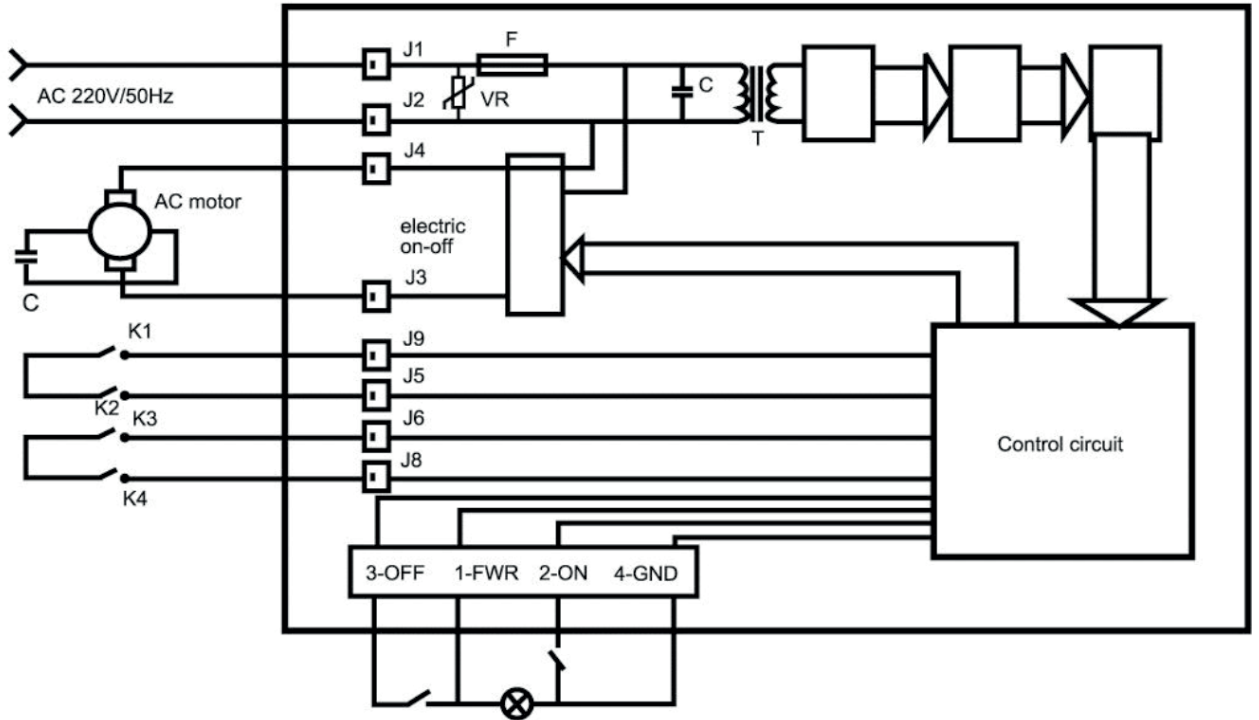 J1
F
AC 220V/50Hz
J2
VR
C
T
J4
AC motor
electric
on-off
J3
C
K1
J9
J5
K2
K3
J6
Control circuit
J8
K4
3-OFF 1-FWR 2-ON 4-GND